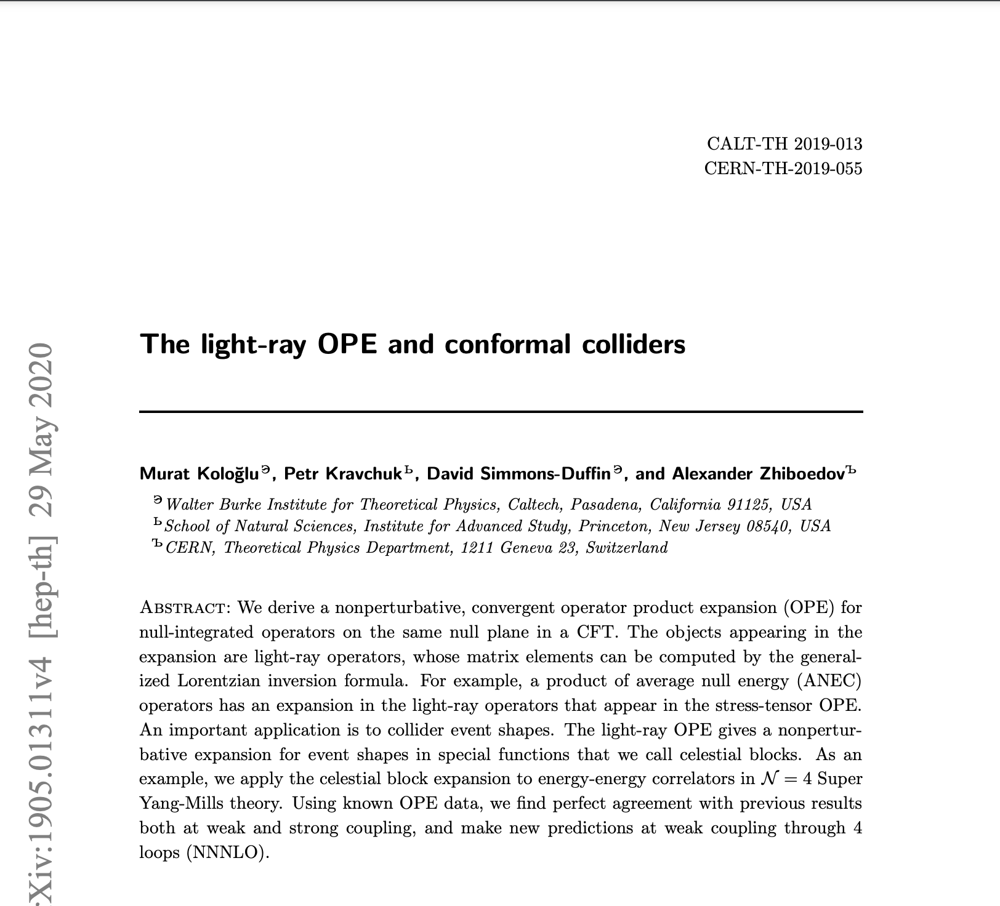 CALT-TH 2019-013
CERN-TH-2019-055
The light-ray OPE and conformal colliders
Murat Koloğlu^Э, Petr Kravchuk^Ь, David Simmons-Duffin^Э, and Alexander Zhiboedov^Ъ
^Э Walter Burke Institute for Theoretical Physics, Caltech, Pasadena, California 91125, USA
^Ь School of Natural Sciences, Institute for Advanced Study, Princeton, New Jersey 08540, USA
^Ъ CERN, Theoretical Physics Department, 1211 Geneva 23, Switzerland
ABSTRACT: We derive a nonperturbative, convergent operator product expansion (OPE) for
null-integrated operators on the same null plane in a CFT. The objects appearing in the
expansion are light-ray operators, whose matrix elements can be computed by the general-
ized Lorentzian inversion formula. For example, a product of average null energy (ANEC)
operators has an expansion in the light-ray operators that appear in the stress-tensor OPE.
An important application is to collider event shapes. The light-ray OPE gives a nonpertur-
bative expansion for event shapes in special functions that we call celestial blocks. As an
example, we apply the celestial block expansion to energy-energy correlators in 𝒩 = 4 Super
Yang-Mills theory. Using known OPE data, we find perfect agreement with previous results
both at weak and strong coupling, and make new predictions at weak coupling through 4
loops (NNNLO).
:Xiv:1905.01311v4 [hep-th] 29 May 2020